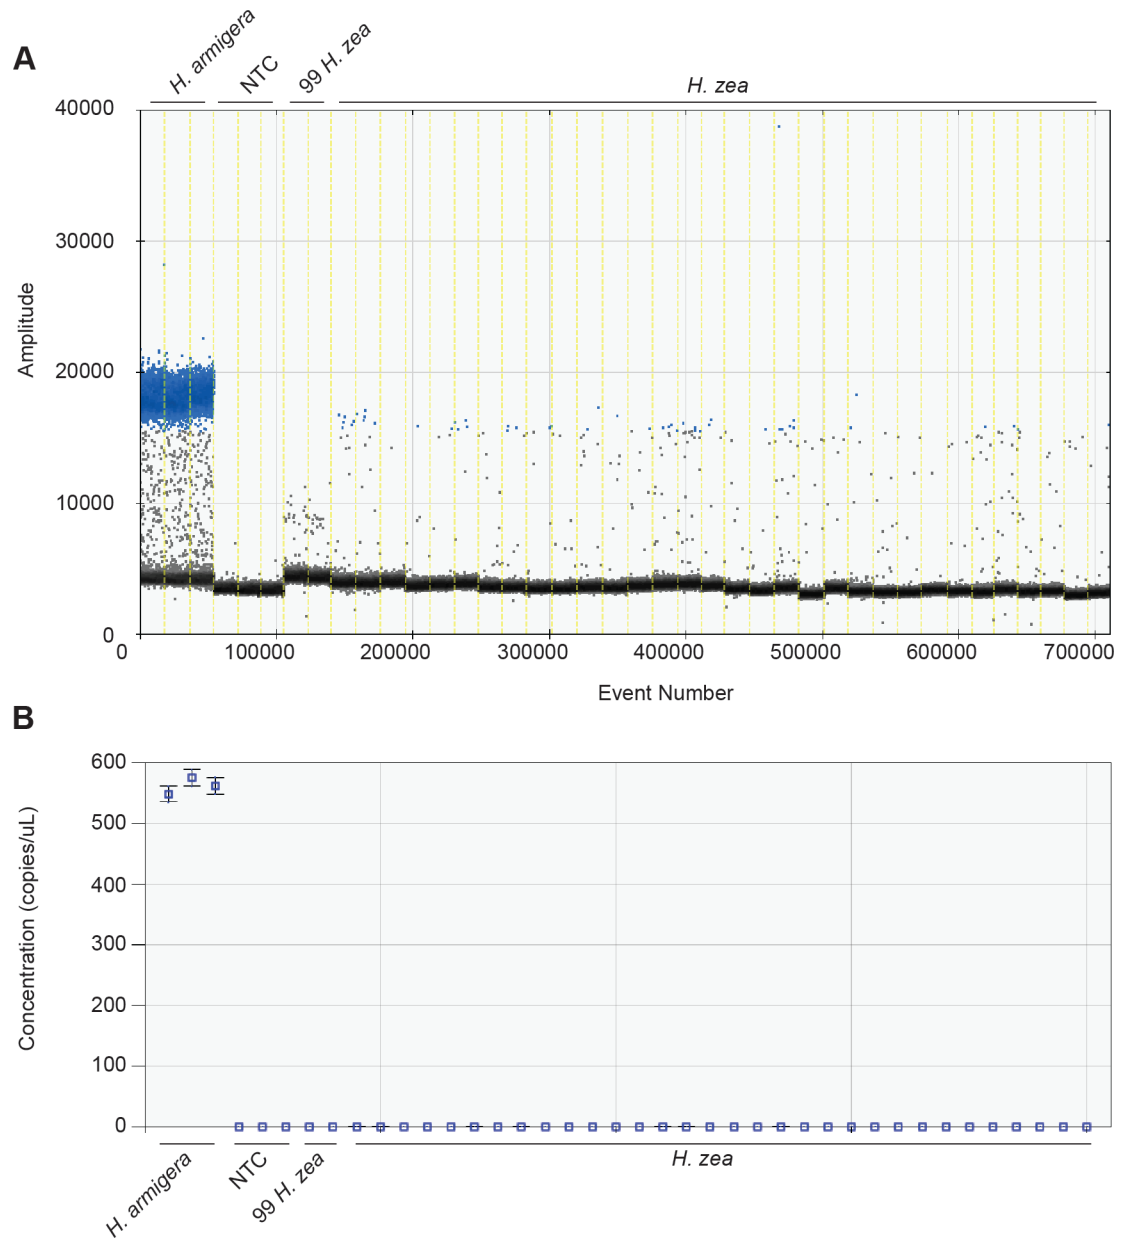 A
H. armigera
NTC
99 H. zea
H. zea
40000
30000
20000
10000
0
Amplitude
0 100000 200000 300000 400000 500000 600000 700000
Event Number
B
600
500
400
300
200
100
0
Concentration (copies/uL)
H. armigera
NTC
99 H. zea
H. zea